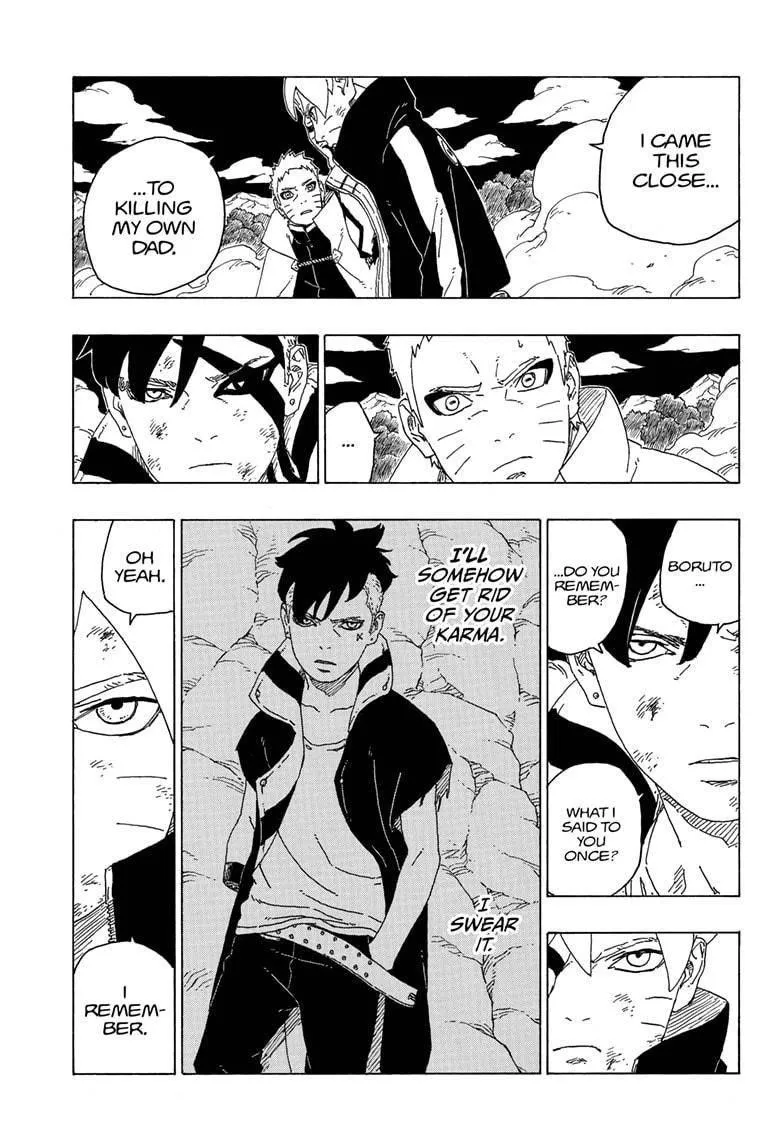 I CAME
THIS
CLOSE...
...TO
KILLING
MY OWN
DAD.
...
BORUTO
...
...DO YOU
REMEM-
BER?
WHAT I
SAID TO
YOU
ONCE?
I'LL
SOMEHOW
GET RID
OF YOUR
KARMA.
I
SWEAR
IT.
OH
YEAH.
I
REMEM-
BER.